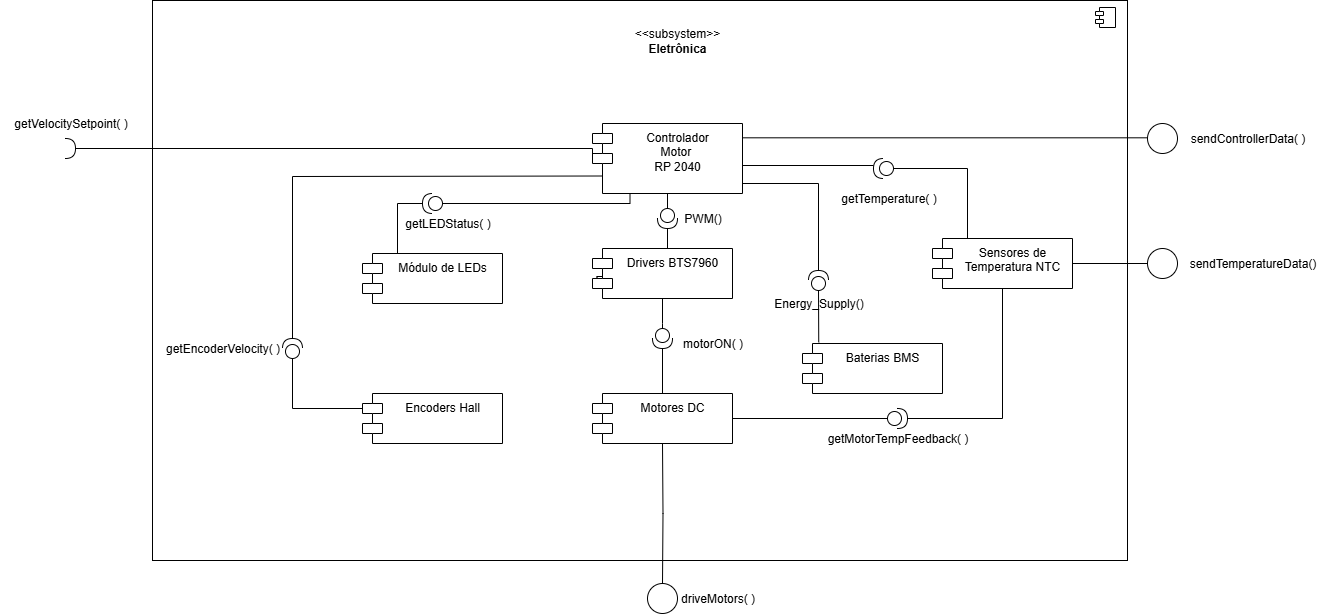 <<subsystem>>
Eletrônica
getVelocitySetpoint( )
Controlador
Motor
RP 2040
sendControllerData( )
getTemperature( )
getLEDStatus( )
PWM()
Módulo de LEDs
Drivers BTS7960
Sensores de
Temperatura NTC
sendTemperatureData()
Energy_Supply()
getEncoderVelocity( )
motorON( )
Baterias BMS
Encoders Hall
Motores DC
getMotorTempFeedback( )
driveMotors( )